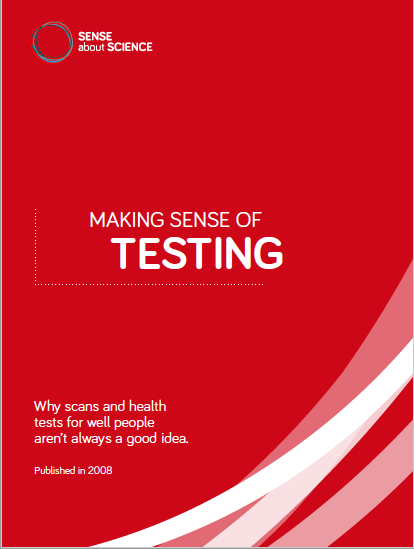 SENSE
about SCIENCE
MAKING SENSE OF
TESTING
Why scans and health
tests for well people
aren't always a good idea.
Published in 2008